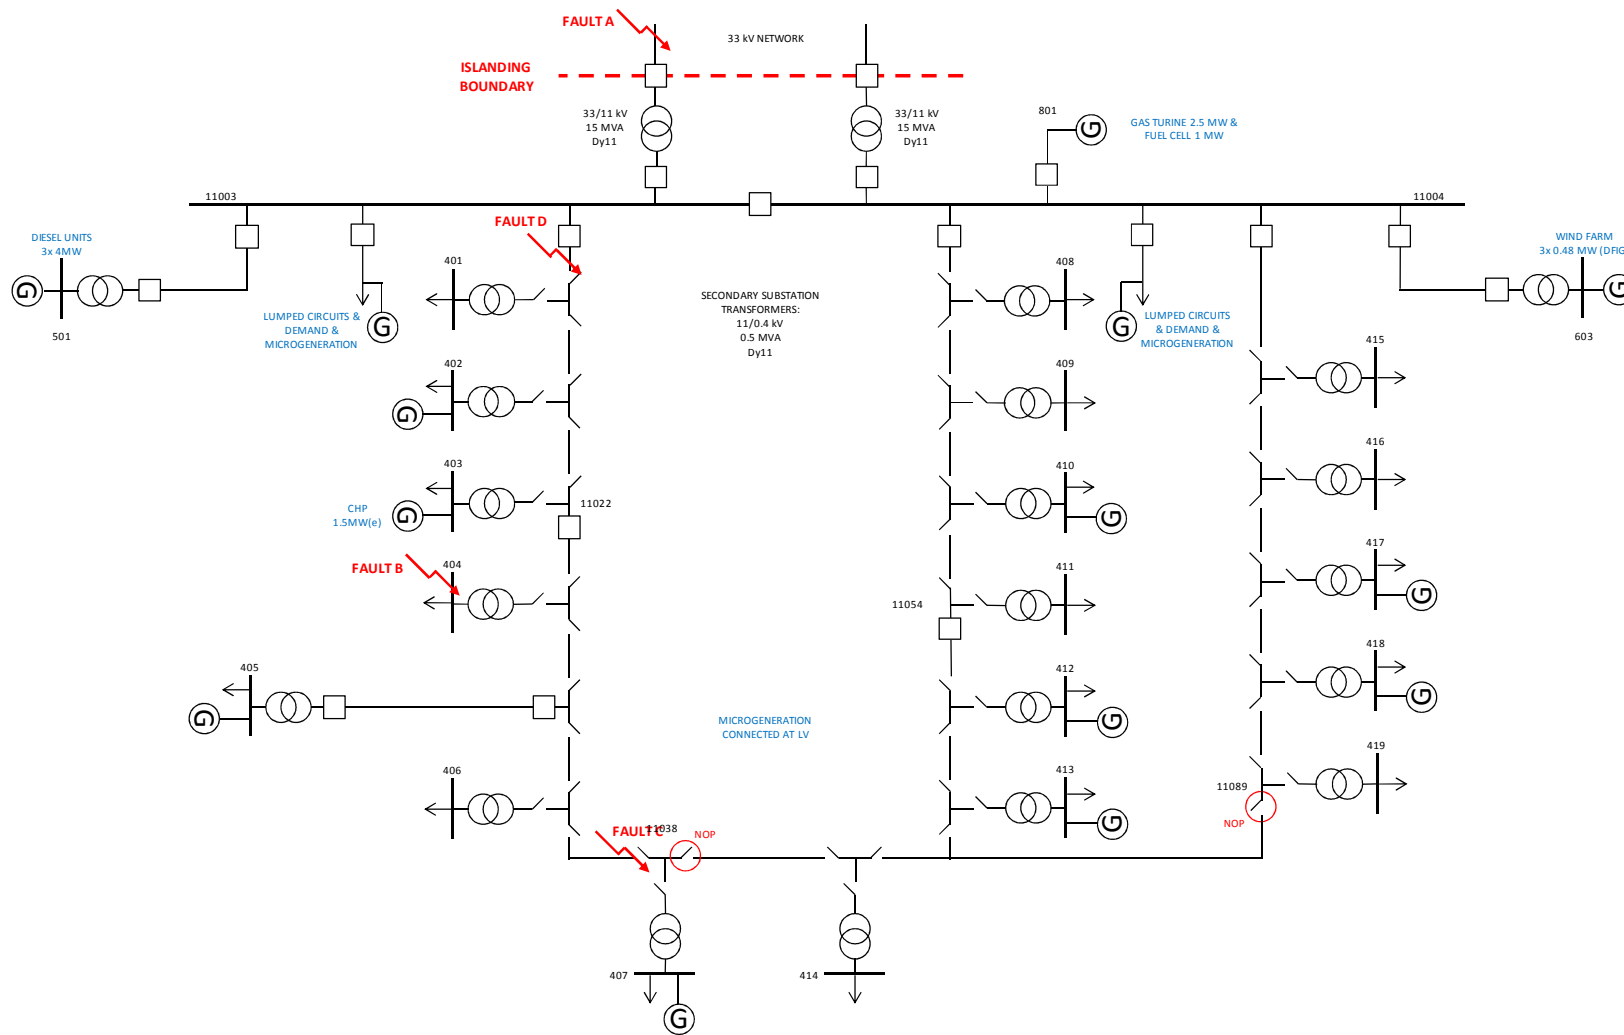 FAULT A
33 kV NETWORK
ISLANDING
BOUNDARY
33/11 kV
15 MVA
Dy11
33/11 kV
15 MVA
Dy11
801
GAS TURINE 2.5 MW &
FUEL CELL 1 MW
G
11003
11004
FAULT D
DIESEL UNITS
3x 4MW
G
501
LUMPED CIRCUITS &
DEMAND &
MICROGENERATION
G
401
SECONDARY SUBSTATION
TRANSFORMERS:
11/0.4 kV
0.5 MVA
Dy11
408
G
LUMPED CIRCUITS
& DEMAND &
MICROGENERATION
WIND FARM
3x 0.48 MW (DFIG
G
603
402
G
409
415
403
G
CHP
1.5MW(e)
11022
410
G
416
FAULT B
404
11054
411
417
G
405
G
MICROGENERATION
CONNECTED AT LV
412
G
418
G
406
413
G
419
11089
NOP
FAULT C
11038
NOP
407
G
414